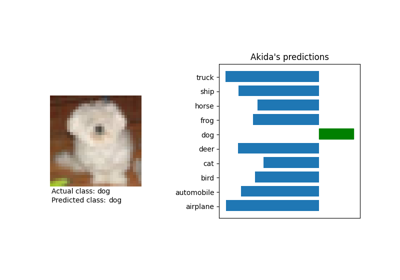 Akida's predictions
truck
ship
horse
frog
dog
deer
cat
bird
automobile
airplane
Actual class: dog
Predicted class: dog